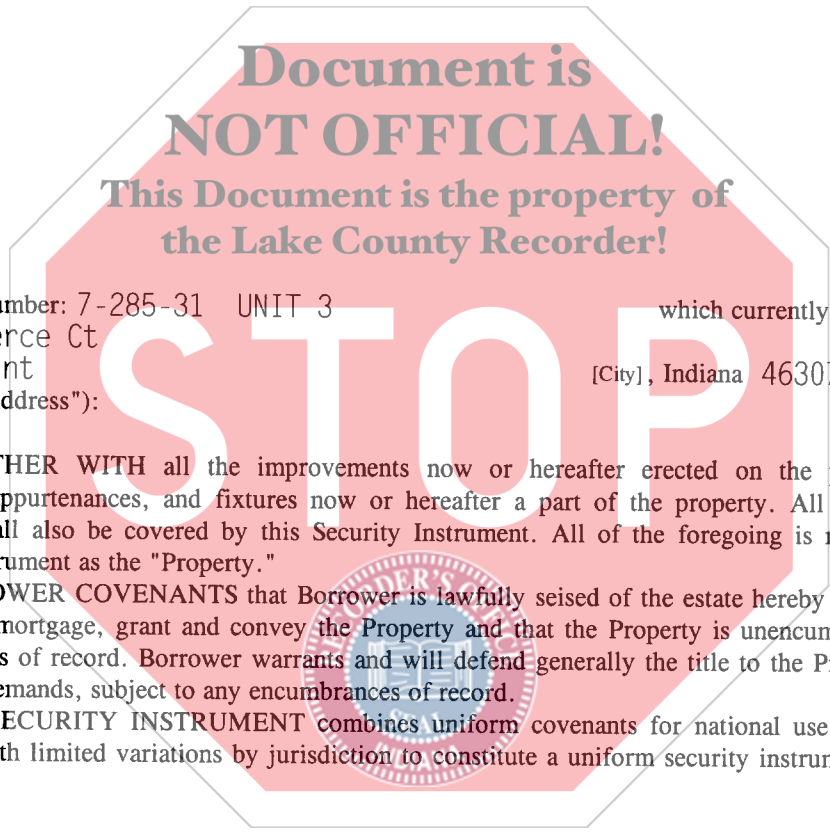 Document is
NOT OFFICIAL!
This Document is the property of
the Lake County Recorder!
STOP
umber: 7-285-31 UNIT 3 which currently
erce Ct
nt [City], Indiana 46307
ddress"):
THER WITH all the improvements now or hereafter erected on the
ppurtenances, and fixtures now or hereafter a part of the property. All
all also be covered by this Security Instrument. All of the foregoing is r
rument as the "Property."
OWER COVENANTS that Borrower is lawfully seised of the estate hereby
mortgage, grant and convey the Property and that the Property is unencum
s of record. Borrower warrants and will defend generally the title to the Pr
emands, subject to any encumbrances of record.
ECURITY INSTRUMENT combines uniform covenants for national use
th limited variations by jurisdiction to constitute a uniform security instrum
SEAL
INDIANA